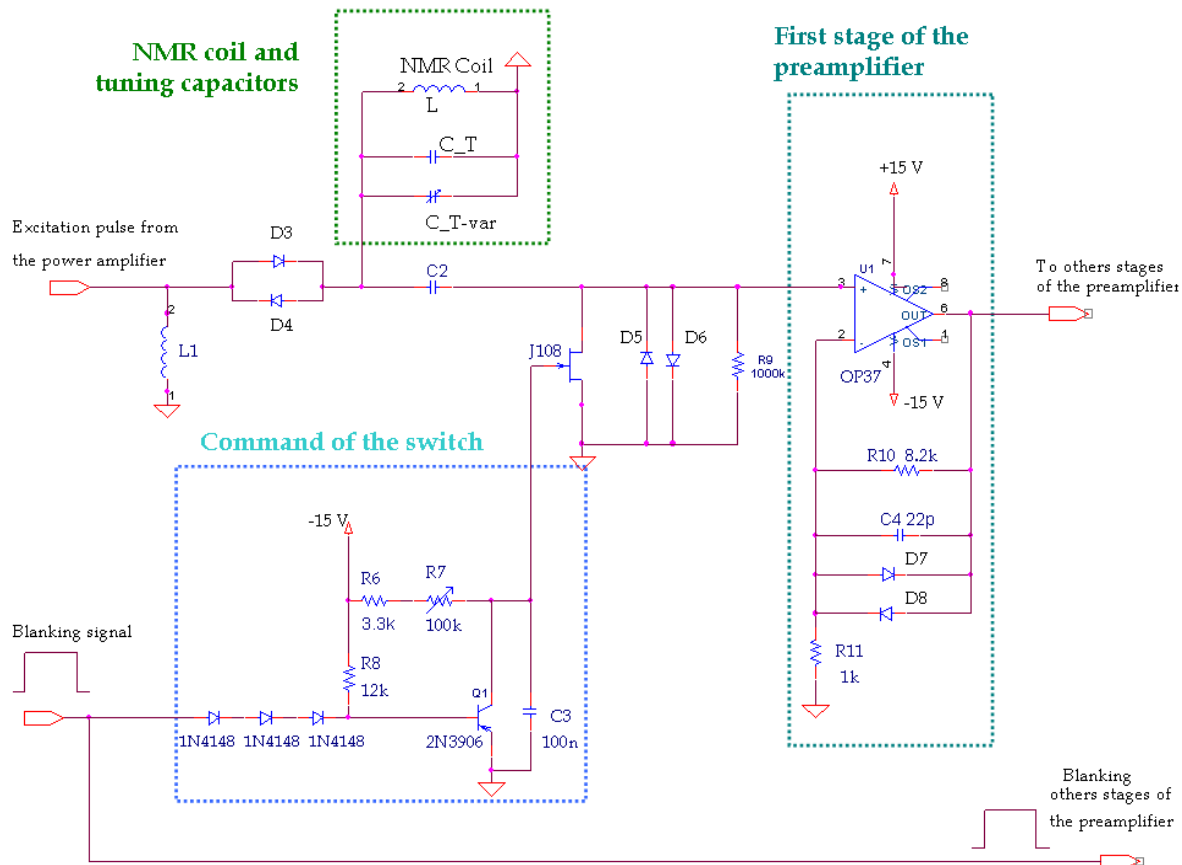 NMR coil and
tuning capacitors
NMR Coil
2
1
L
C_T
C_T-var
First stage of the
preamplifier
+15 V
7
U1
3
+
8
OS2
OUT
6
2
-
OS1
1
4
OP37
-15 V
R10 8.2k
C4 22p
D7
D8
R11
1k
To others stages
of the preamplifier
Excitation pulse from
the power amplifier
D3
D4
C2
2
L1
1
J108
D5
D6
R9
1000k
Command of the switch
-15 V
R6
3.3k
R7
100k
R8
12k
Q1
2N3906
C3
100n
1N4148
1N4148
1N4148
Blanking signal
Blanking
others stages of
the preamplifier